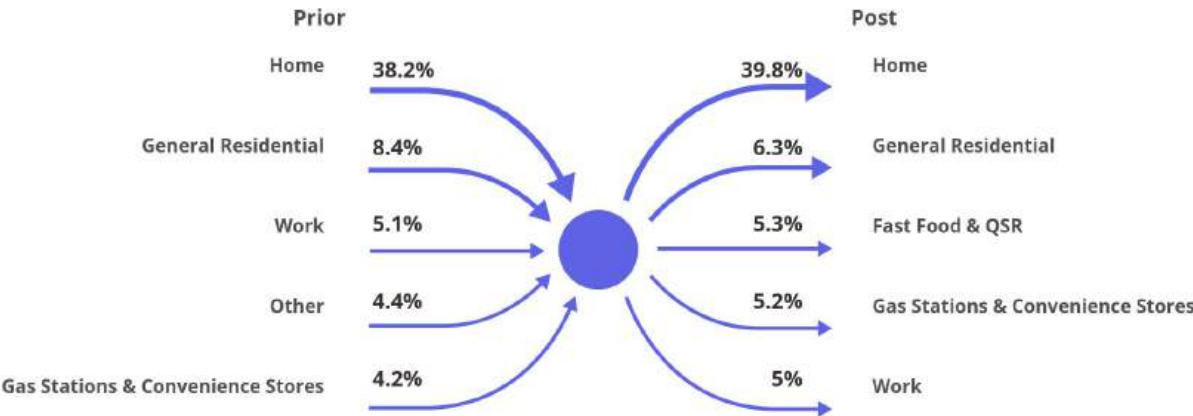 Prior
Post
Home
38.2%
39.8%
Home
General Residential
8.4%
6.3%
General Residential
Work
5.1%
5.3%
Fast Food & QSR
Other
4.4%
5.2%
Gas Stations & Convenience Stores
Gas Stations & Convenience Stores
4.2%
5%
Work